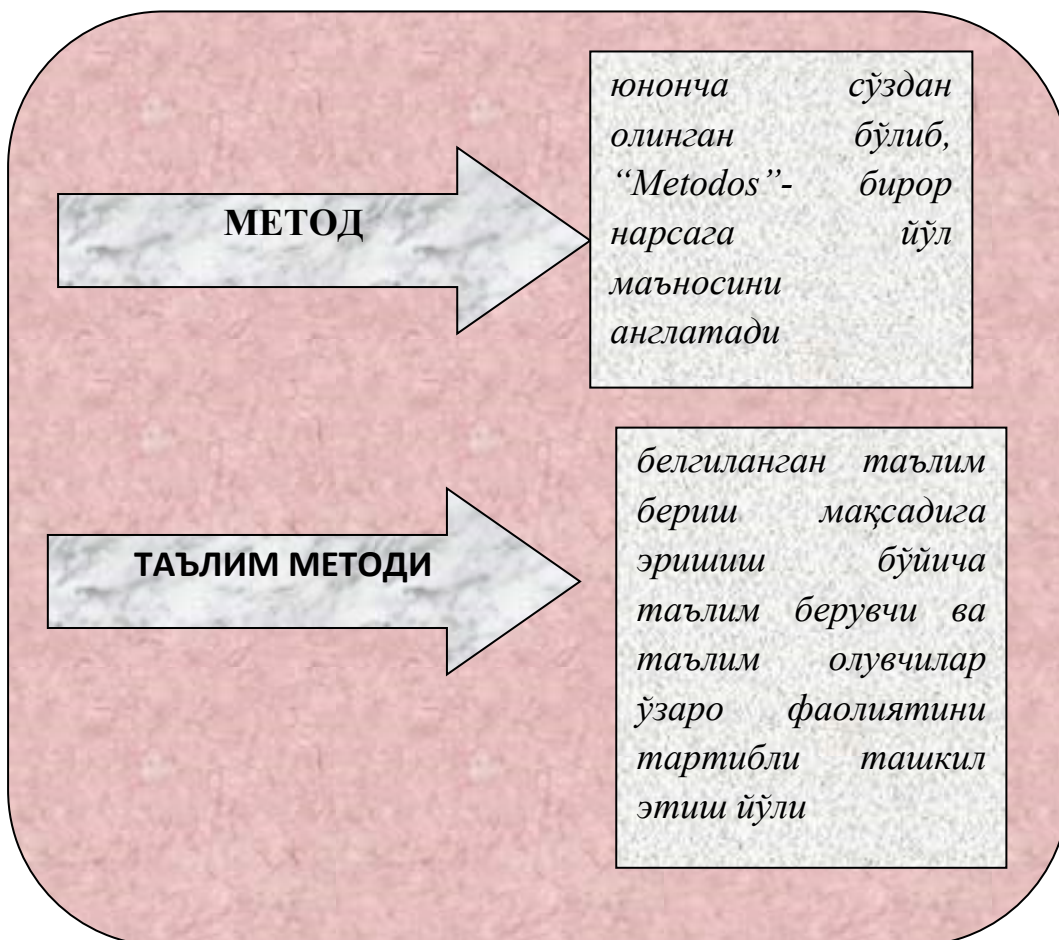 МЕТОД
юнонча сўздан
олинган бўлиб,
“Metodos”- бирор
нарсага йўл
маъносини
англатади
ТАЪЛИМ МЕТОДИ
белгиланган таълим
бериш мақсадига
эришиш бўйича
таълим берувчи ва
таълим олувчилар
ўзаро фаолиятини
тартибли ташкил
этиш йўли